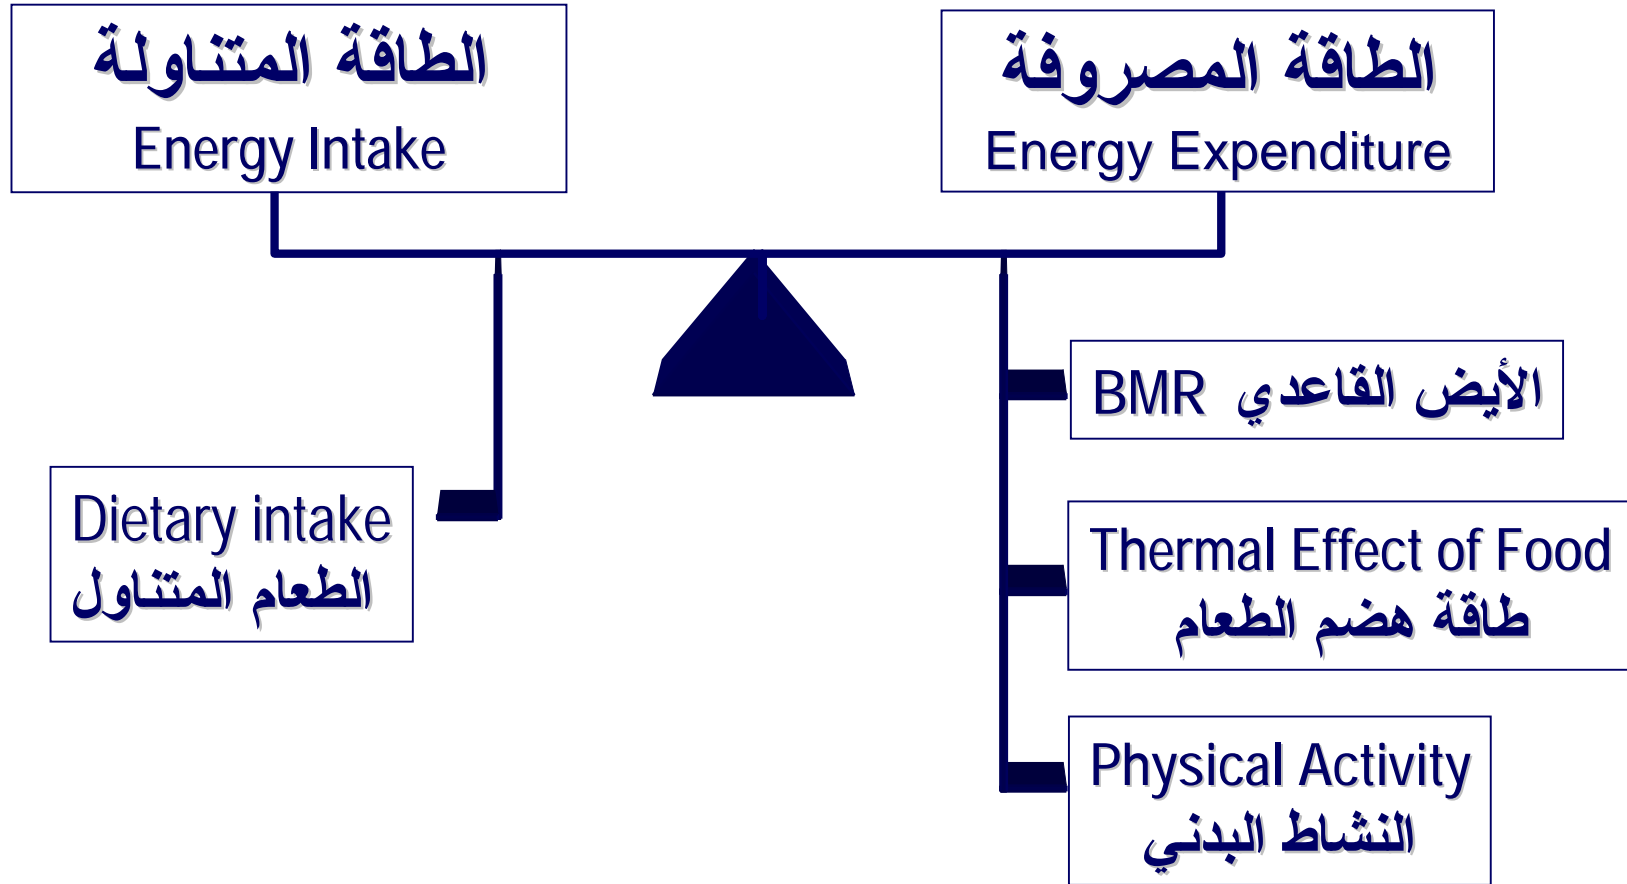 الطاقة المتناولة
Energy Intake
الطاقة المصروفة
Energy Expenditure
BMR الأيض القاعدي
Dietary intake
الطعام المتناول
Thermal Effect of Food
طاقة هضم الطعام
Physical Activity
النشاط البدني